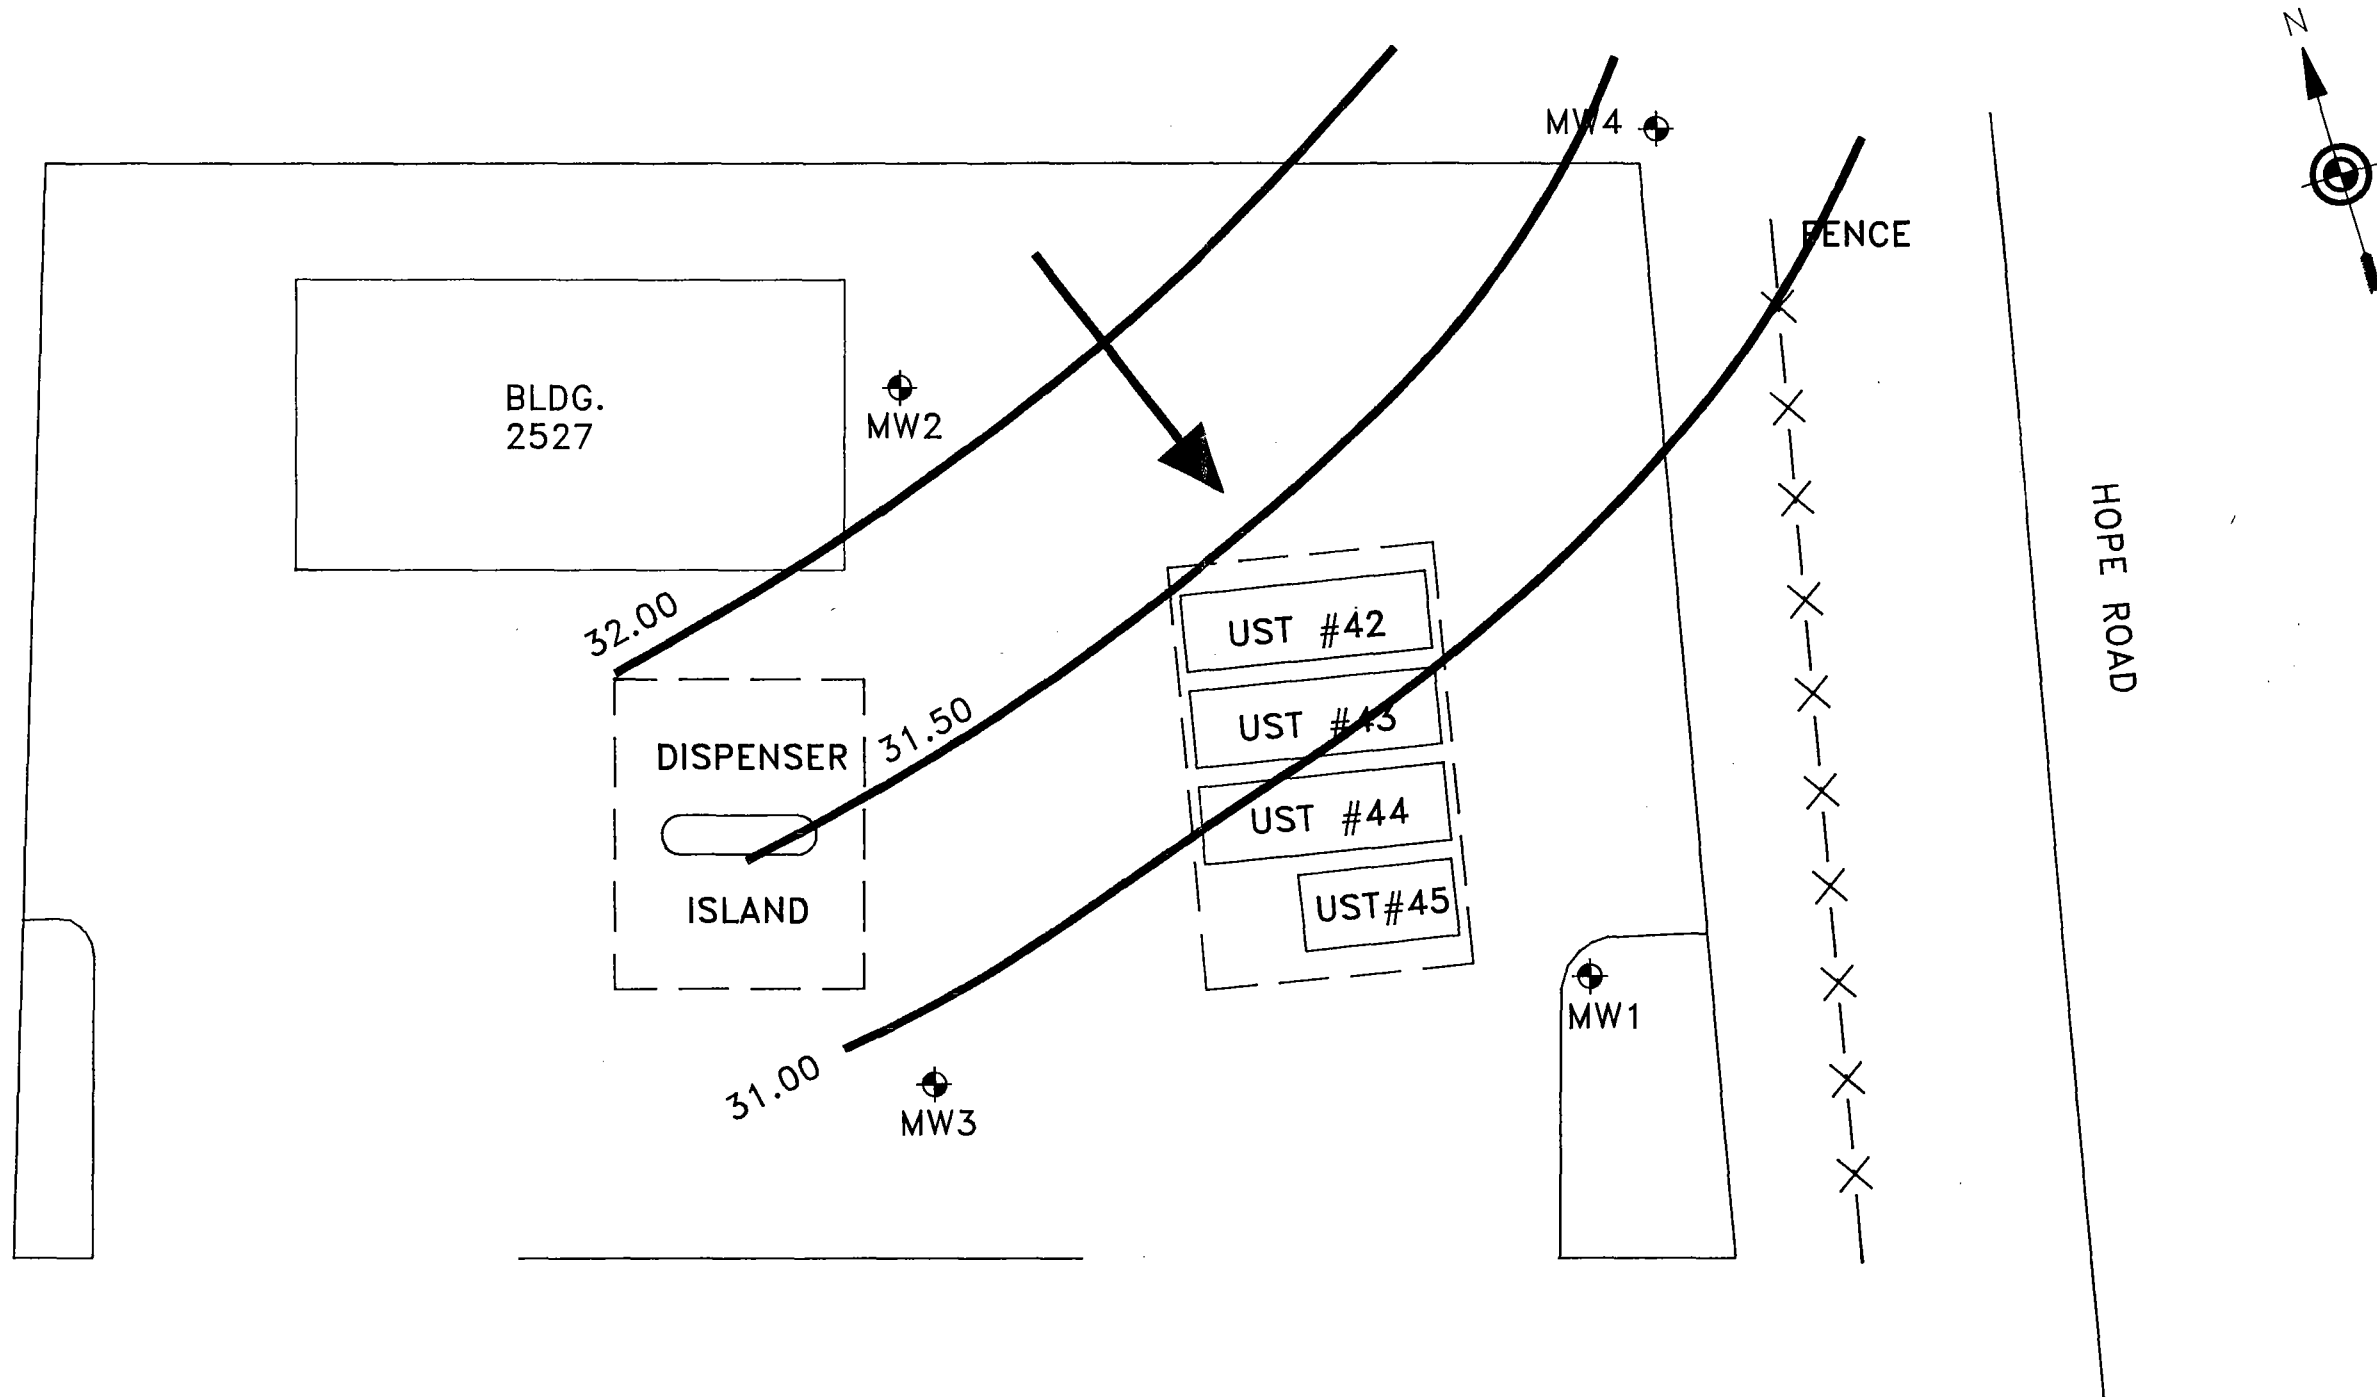 N
MW4
FENCE
BLDG.
2527
MW2
HOPE ROAD
32.00
UST #42
31.50
UST #43
DISPENSER
UST #44
ISLAND
UST#45
MW1
31.00
MW3